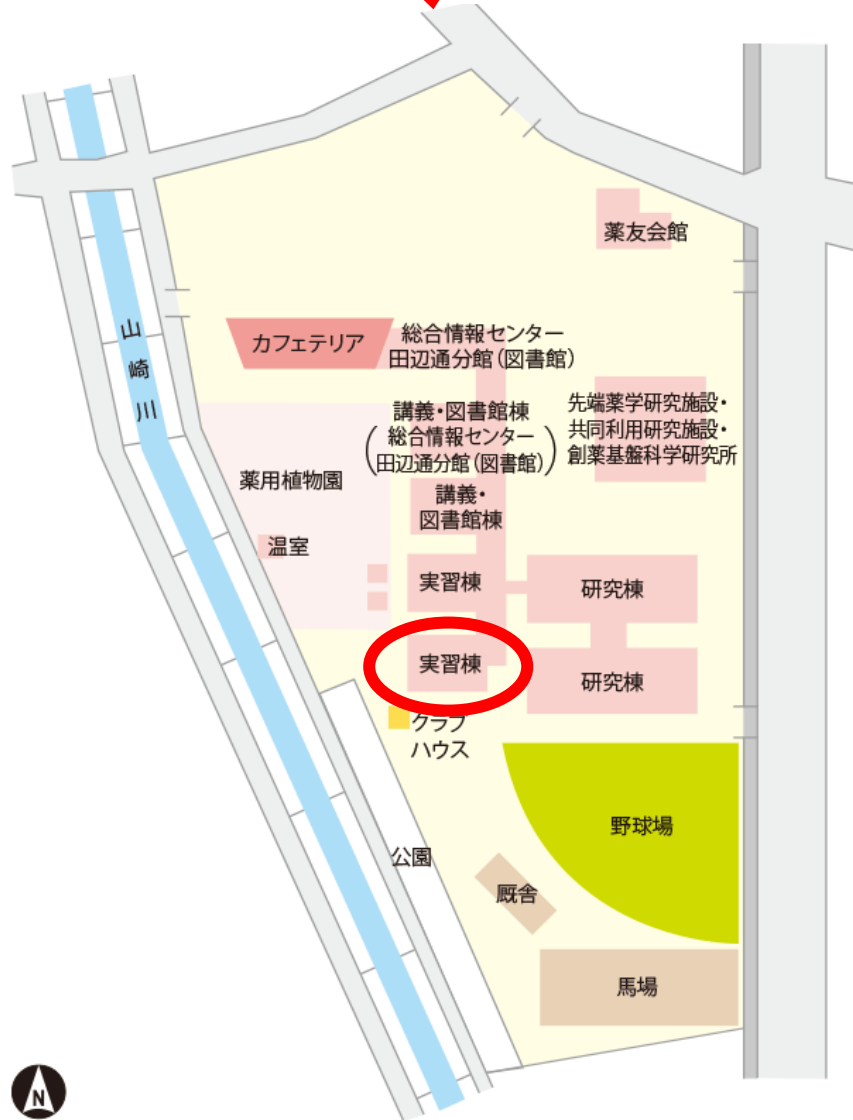 薬友会館
カフェテリア
総合情報センター
田辺通分館(図書館)
山崎川
講義・図書館棟
(総合情報センター
田辺通分館(図書館))
先端薬学研究施設・
共同利用研究施設・
創薬基盤科学研究所
薬用植物園
講義・
図書館棟
温室
実習棟
研究棟
実習棟
研究棟
クラブ
ハウス
野球場
公園
厩舎
馬場
N